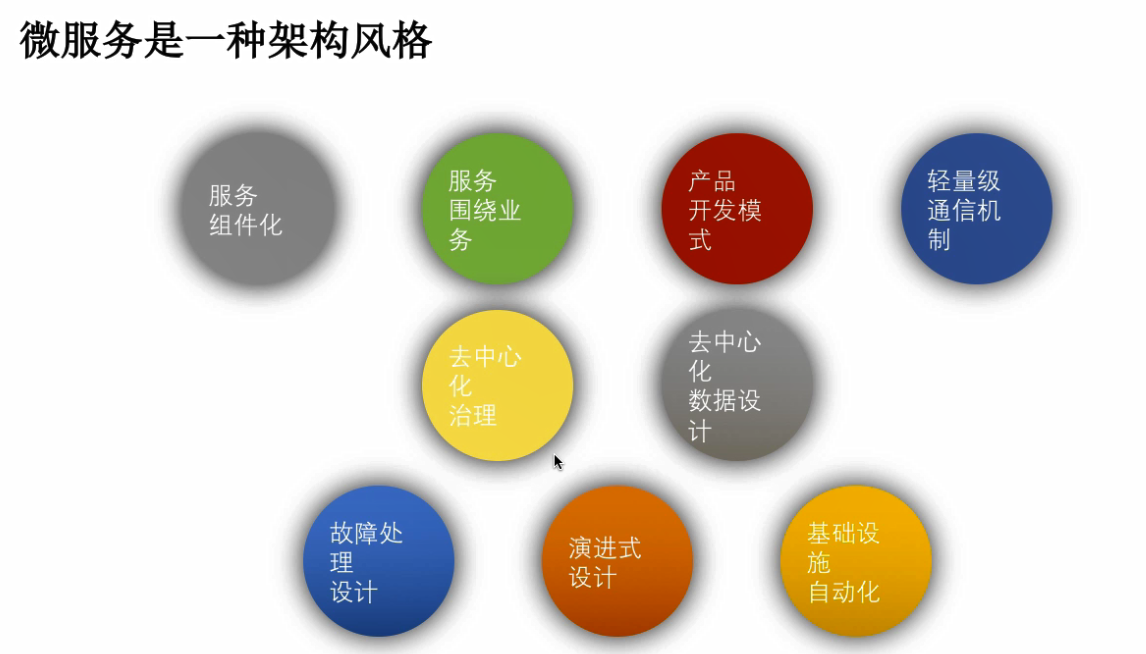 微服务是一种架构风格
服务
组件化
服务
围绕业
务
产品
开发模
式
轻量级
通信机
制
去中心
化
治理
去中心
化
数据设
计
故障处
理
设计
演进式
设计
基础设
施
自动化